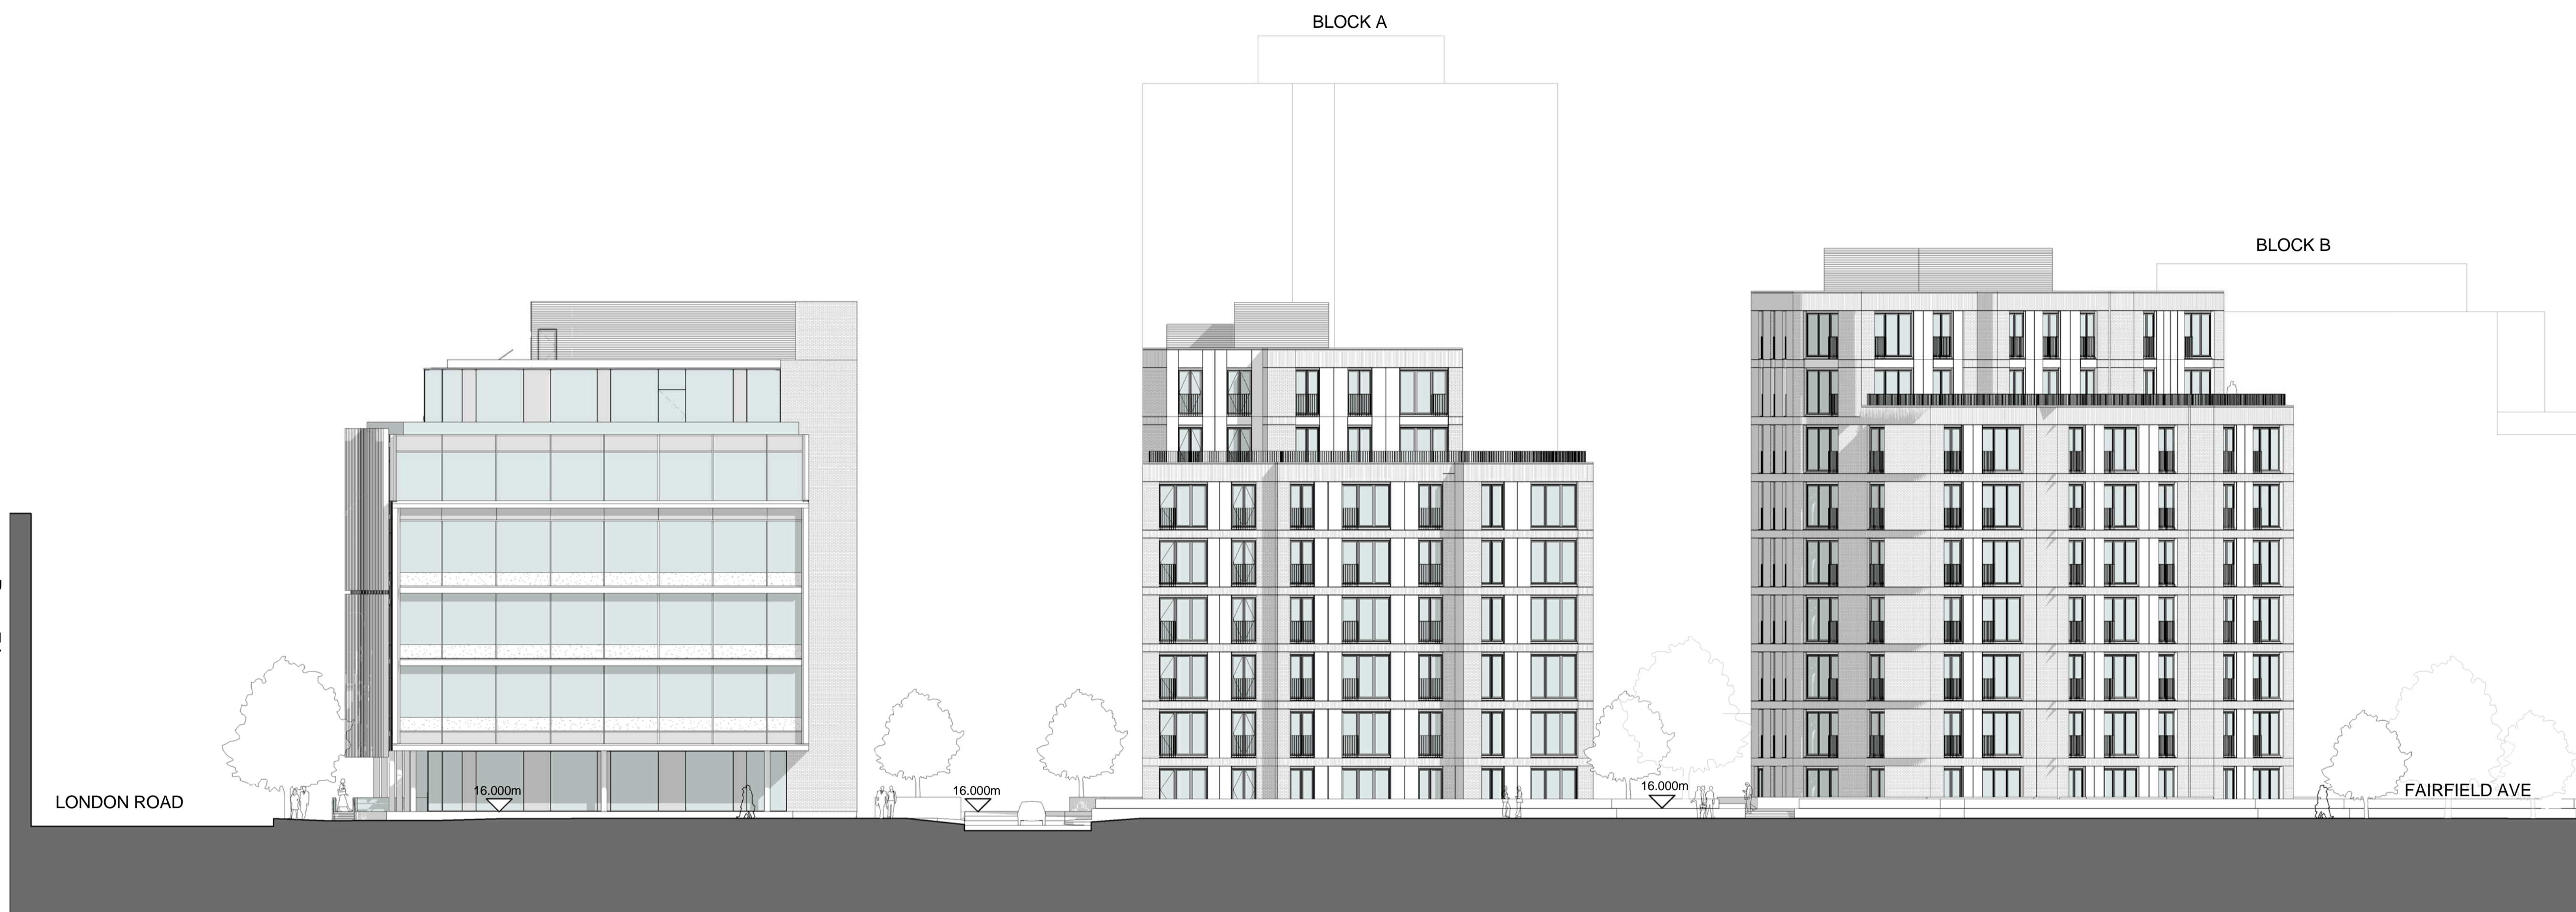 BLOCK A
BLOCK B
LONDON ROAD
16.000m
16.000m
16.000m
FAIRFIELD AVE